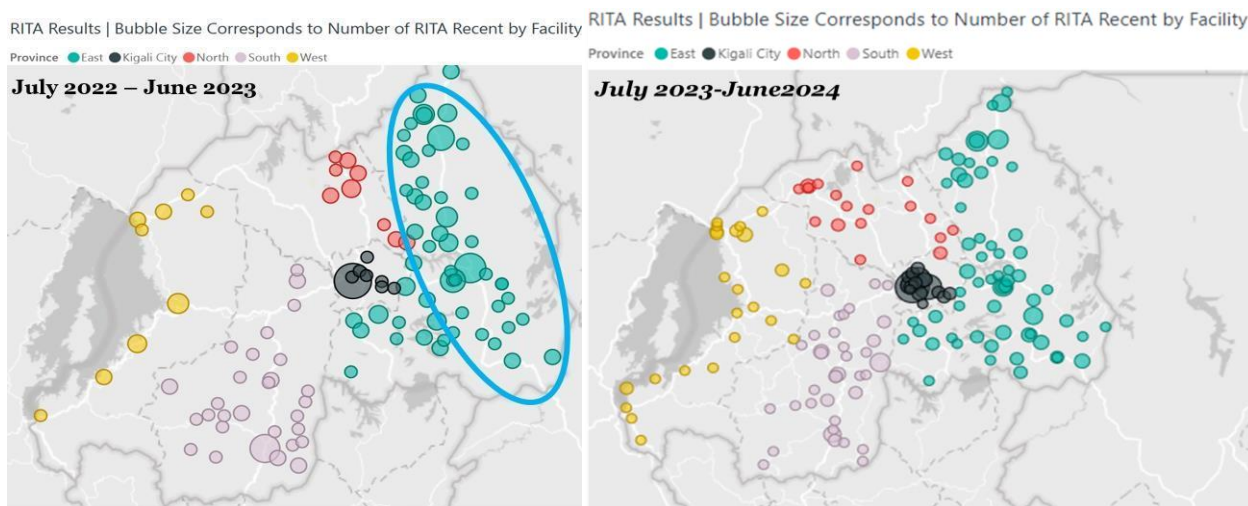 RITA Results | Bubble Size Corresponds to Number of RITA Recent by Facility
Province East Kigali City North South West
July 2022 – June 2023
RITA Results | Bubble Size Corresponds to Number of RITA Recent by Facility
Province East Kigali City North South West
July 2023-June2024